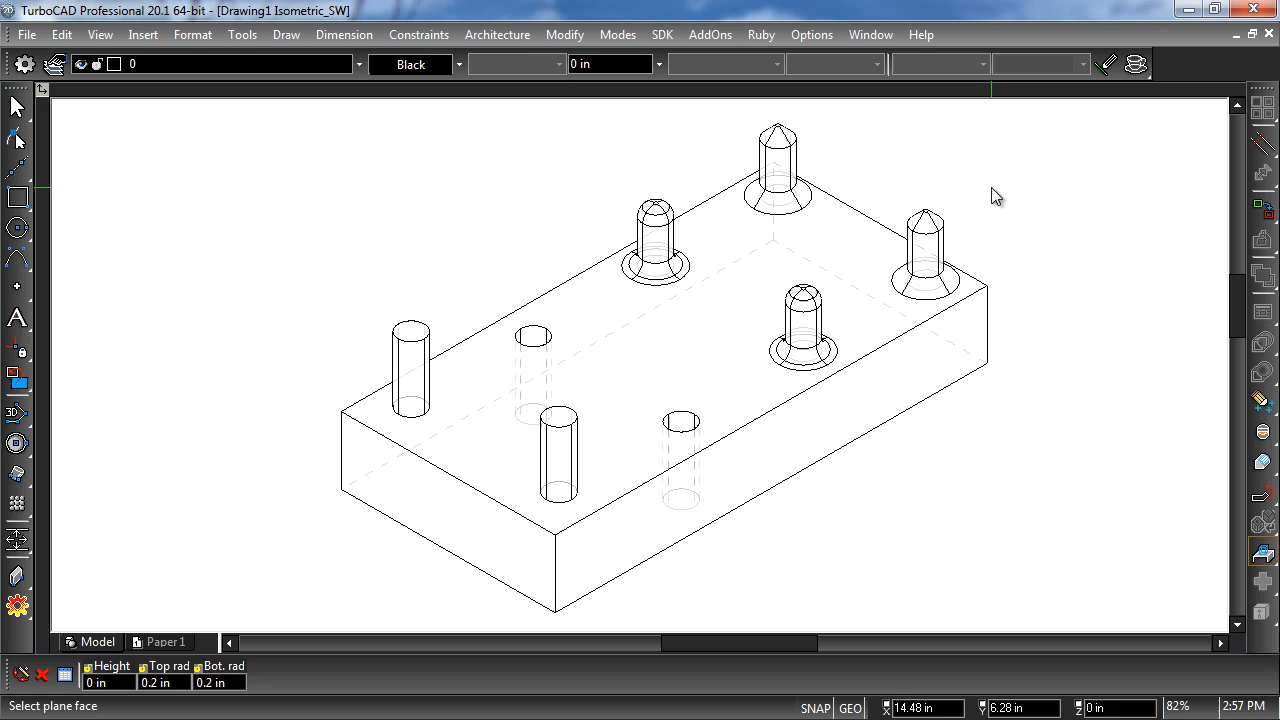 TurboCAD Professional 20.1 64-bit - [Drawing1 Isometric_SW]
File Edit View Insert Format Tools Draw Dimension Constraints Architecture Modify Modes SDK AddOns Ruby Options Window Help
0 Black 0 in
Model Paper 1
Height Top rad Bot. rad
0 in 0.2 in 0.2 in
Select plane face SNAP GEO X 14.48 in Y 6.28 in Z 0 in 82% 2:57 PM